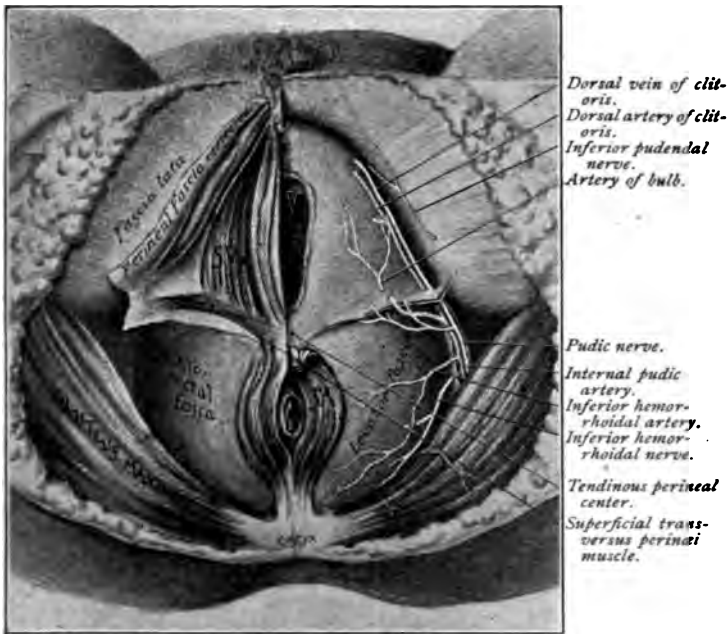 Dorsal vein of clit-
oris.
Dorsal artery of clit-
oris.
Inferior pudendal
nerve.
Artery of bulb.
Pudic nerve.
Internal pudic
artery.
Inferior hemor-
rhoidal artery.
Inferior hemor-
rhoidal nerve.
Tendinous perineal
center.
Superficial trans-
versus perinæi
muscle.
Fascia lata
Perineal fascia
rectal
fossa